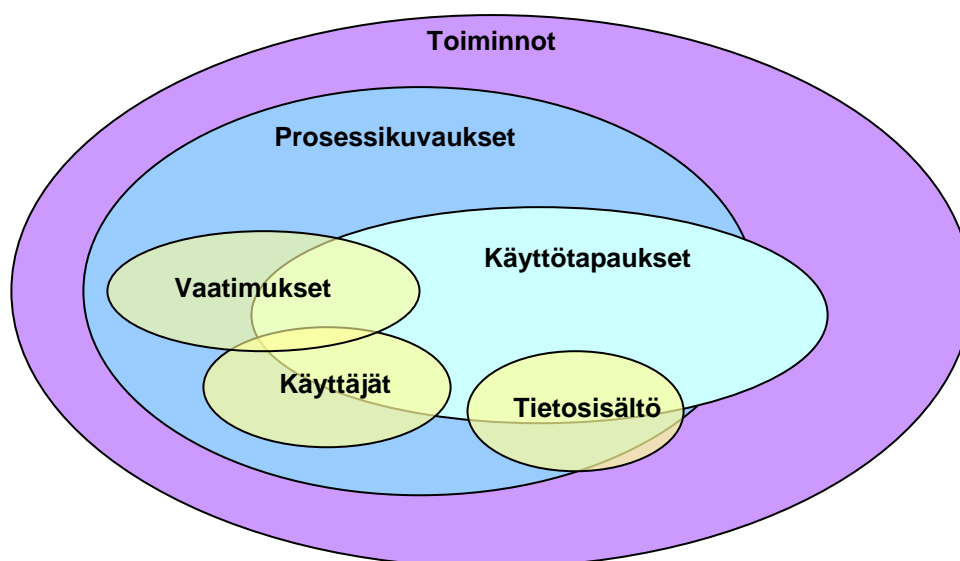 Toiminnot
Prosessikuvaukset
Käyttötapaukset
Vaatimukset
Käyttäjät
Tietosisältö